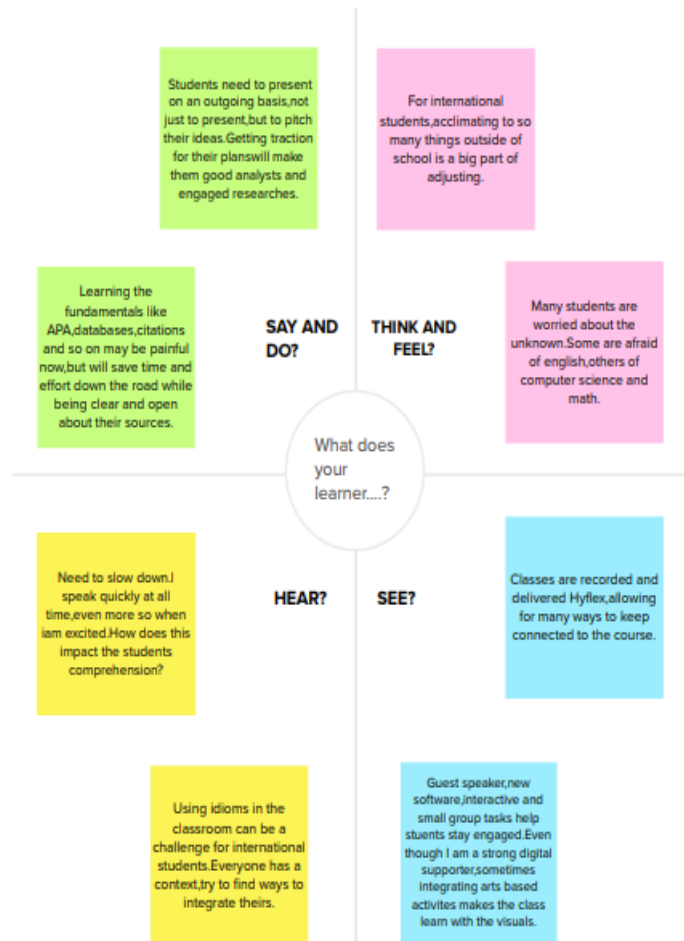 Students need to present
on an outgoing basis,not
just to present,but to pitch
their ideas.Getting traction
for their planswill make
them good analysts and
engaged researches.
For international
students,acclimating to so
many things outside of
school is a big part of
adjusting.
Learning the
fundamentals like
APA,databases,citations
and so on may be painful
now,but will save time and
effort down the road while
being clear and open
about their sources.
SAY AND
DO?
THINK AND
FEEL?
Many students are
worried about the
unknown.Some are afraid
of english,others of
computer science and
math.
What does
your
learner....?
Need to slow down.I
speak quickly at all
time,even more so when
iam excited.How does this
impact the students
comprehension?
HEAR?
SEE?
Classes are recorded and
delivered Hyflex,allowing
for many ways to keep
connected to the course.
Using idioms in the
classroom can be a
challenge for international
students.Everyone has a
context,try to find ways to
integrate theirs.
Guest speaker,new
software,interactive and
small group tasks help
stuents stay engaged.Even
though I am a strong digital
supporter,sometimes
integrating arts based
activites makes the class
learn with the visuals.